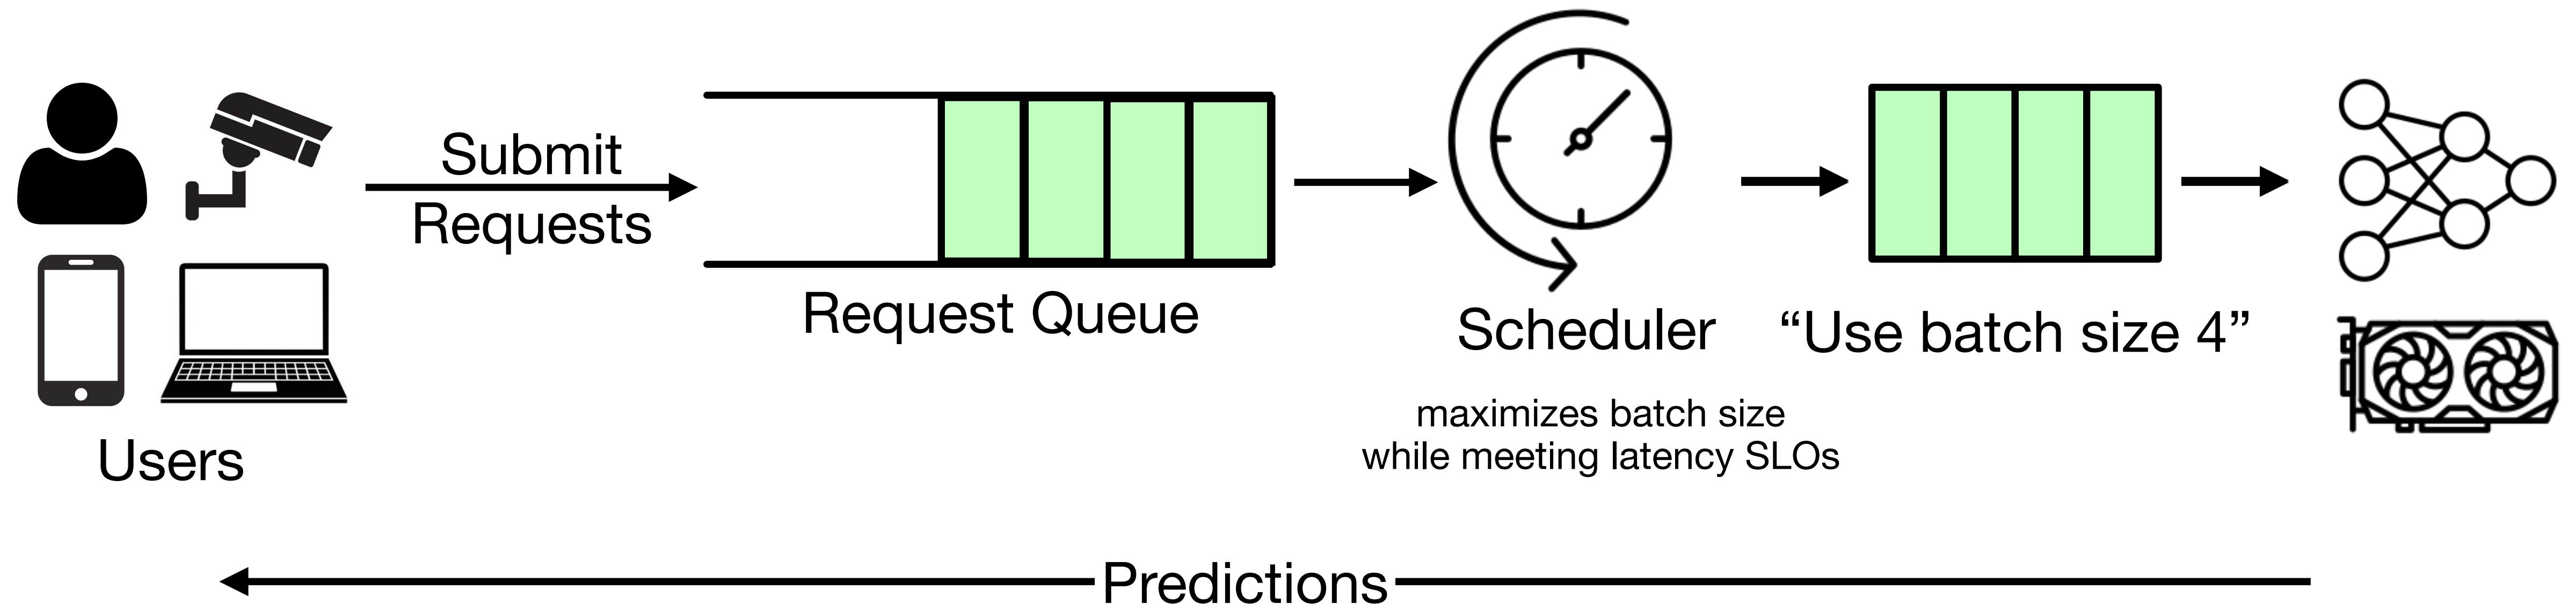 Submit
Requests
Users
Request Queue
Scheduler
maximizes batch size
while meeting latency SLOs
“Use batch size 4”
Predictions